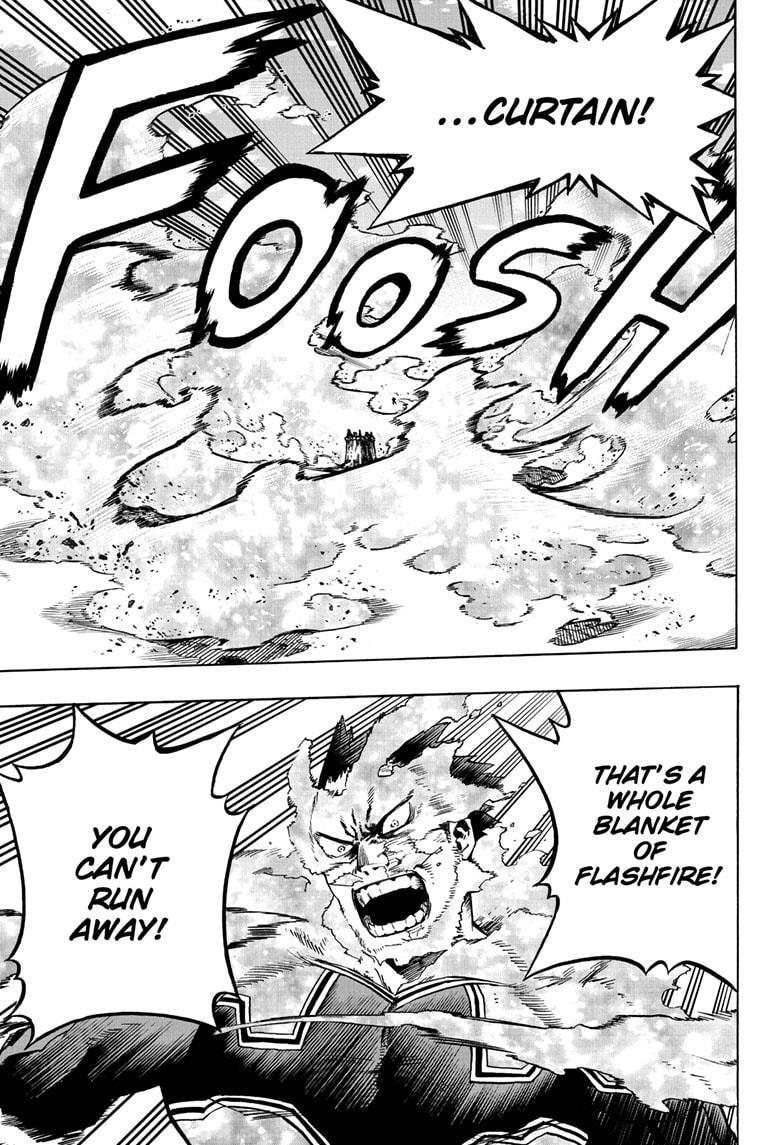 ...CURTAIN!
FOOSH
THAT'S A
WHOLE
BLANKET
OF
FLASHFIRE!
YOU
CAN'T
RUN
AWAY!